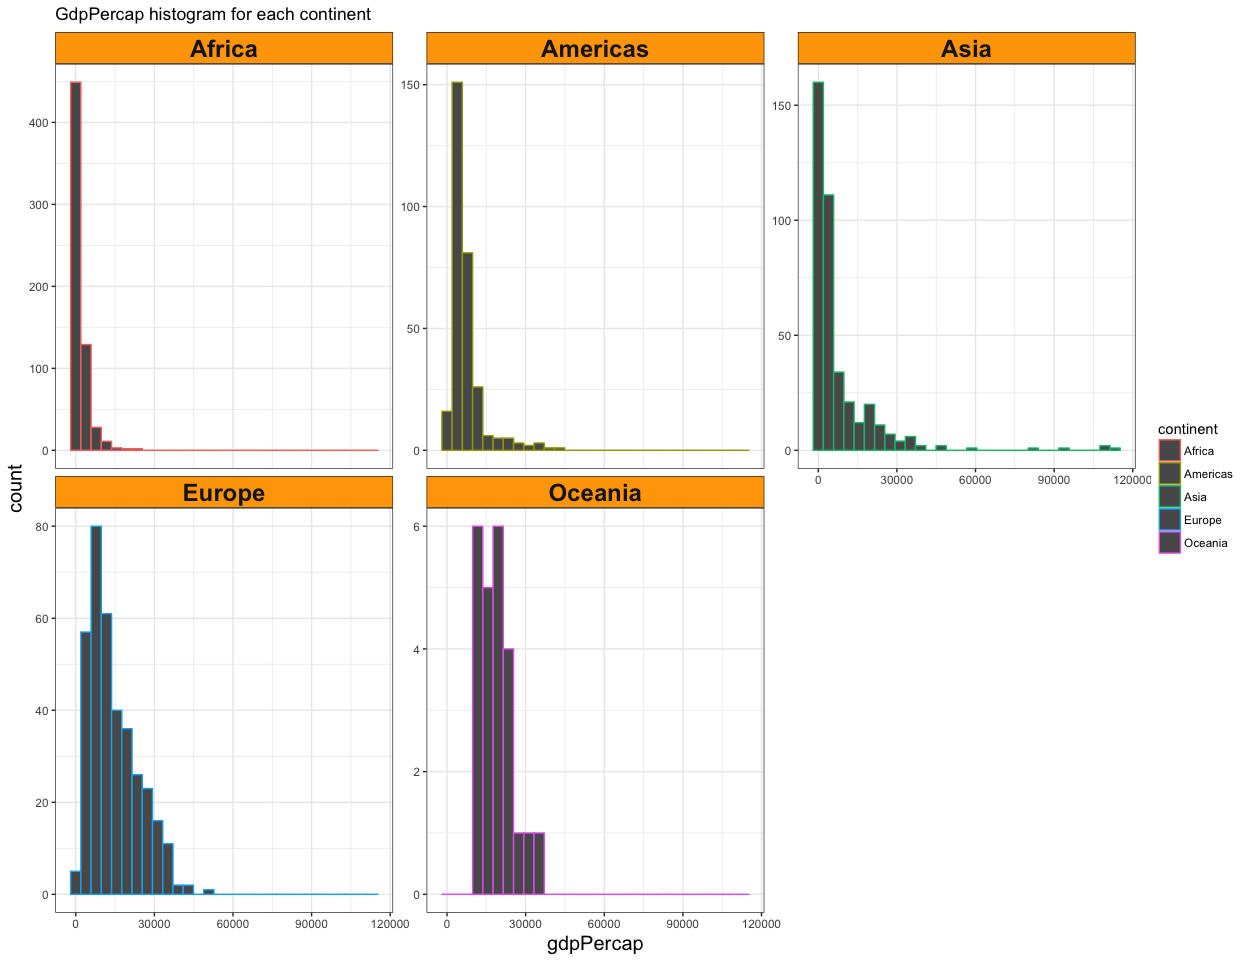 GdpPercap histogram for each continent
Africa
Americas
Asia
400
300
200
100
0
150
100
50
0
150
100
50
0
0 30000 60000 90000 120000
count
continent
Africa
Americas
Asia
Europe
Oceania
Europe
Oceania
80
60
40
20
0
6
4
2
0
0 30000 60000 90000 120000
0 30000 60000 90000 120000
gdpPercap